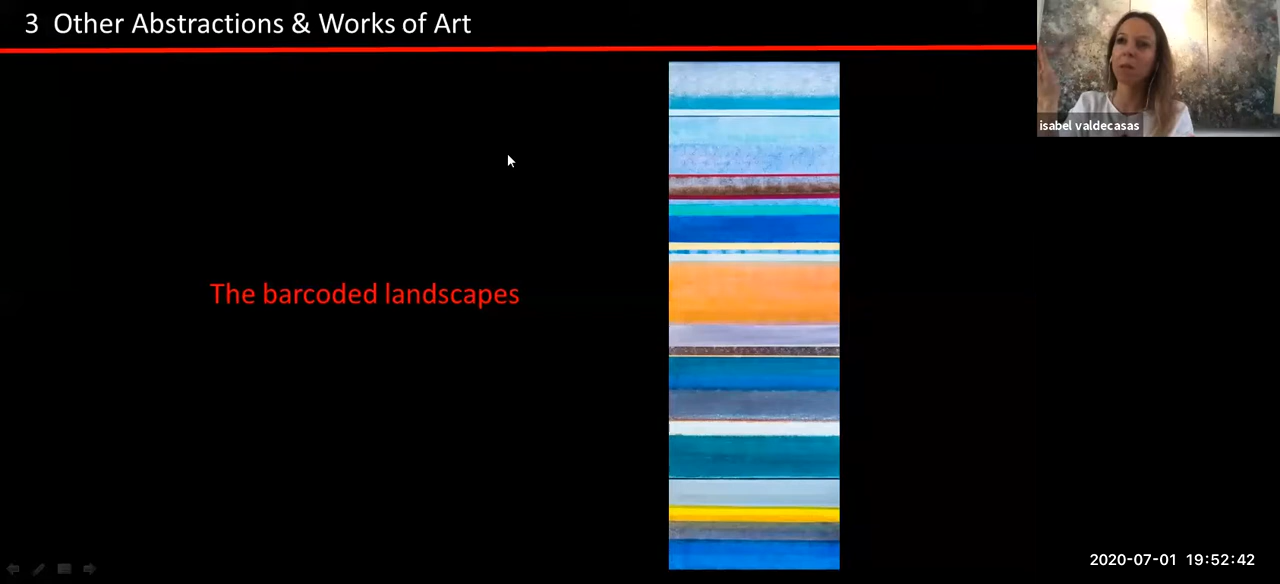 3 Other Abstractions & Works of Art
isabel valdecasas
The barcoded landscapes
2020-07-01 19:52:42